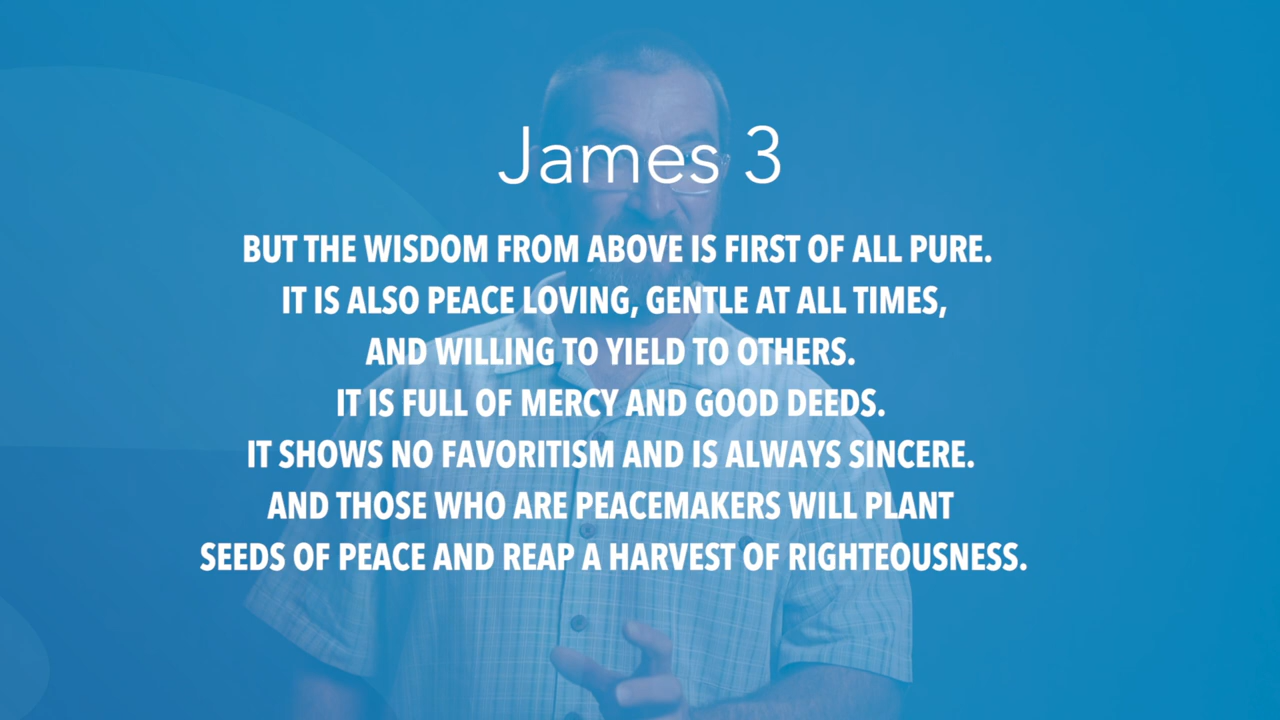 James 3
BUT THE WISDOM FROM ABOVE IS FIRST OF ALL PURE.
IT IS ALSO PEACE LOVING, GENTLE AT ALL TIMES,
AND WILLING TO YIELD TO OTHERS.
IT IS FULL OF MERCY AND GOOD DEEDS.
IT SHOWS NO FAVORITISM AND IS ALWAYS SINCERE.
AND THOSE WHO ARE PEACEMAKERS WILL PLANT
SEEDS OF PEACE AND REAP A HARVEST OF RIGHTEOUSNESS.